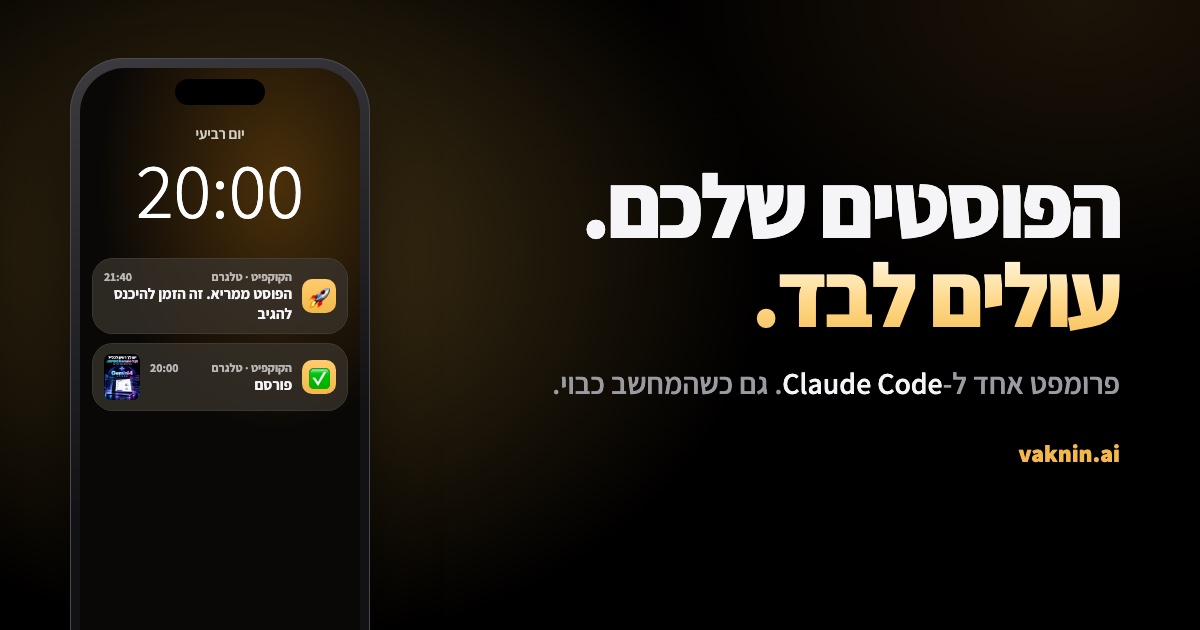 הפוסטים שלכם.
עולים לבד.
פרומפט אחד ל-Claude Code. גם כשהמחשב כבוי.
vaknin.ai
יום רביעי
20:00
הקוקפיט · טלגרם 21:40
הפוסט ממריא. זה הזמן להיכנס
להגיב
הקוקפיט · טלגרם 20:00
פורסם
Gemini